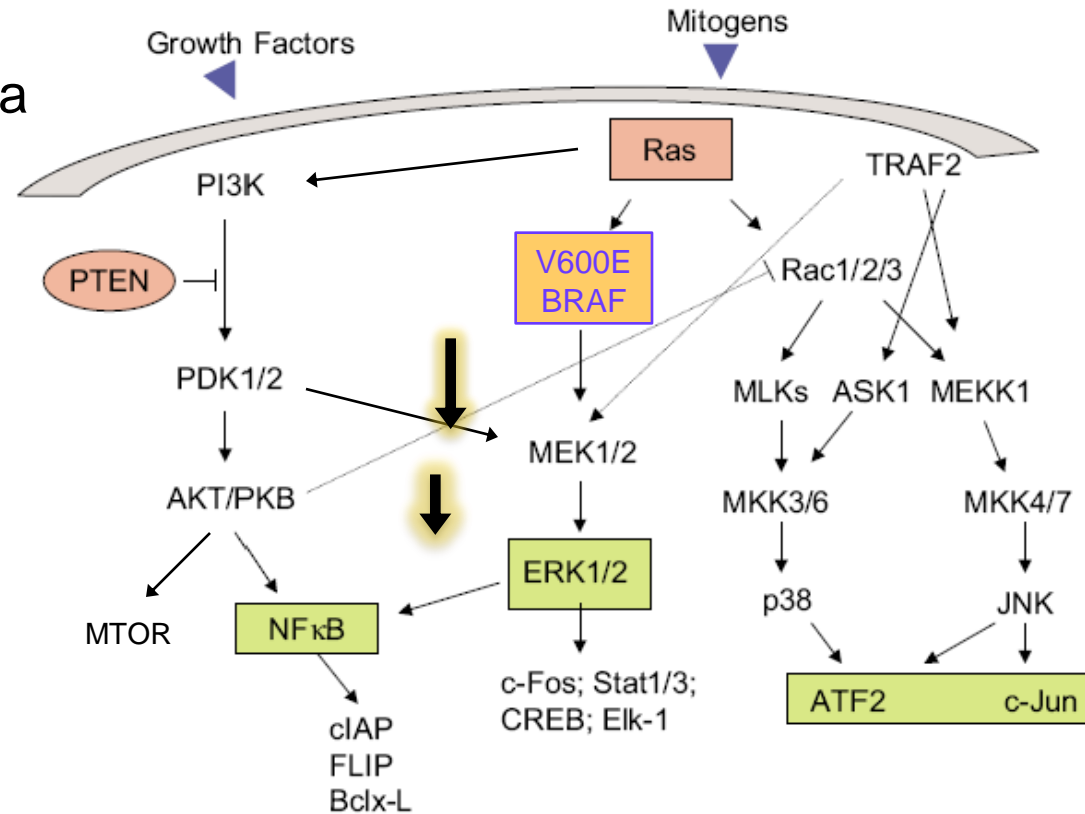 Growth Factors
Mitogens
a
Ras
TRAF2
PI3K
PTEN
V600E
BRAF
Rac1/2/3
PDK1/2
MLKs
ASK1
MEKK1
MEK1/2
AKT/PKB
MKK3/6
MKK4/7
ERK1/2
p38
JNK
MTOR
NFκB
c-Fos; Stat1/3;
CREB; Elk-1
ATF2
c-Jun
cIAP
FLIP
Bclx-L